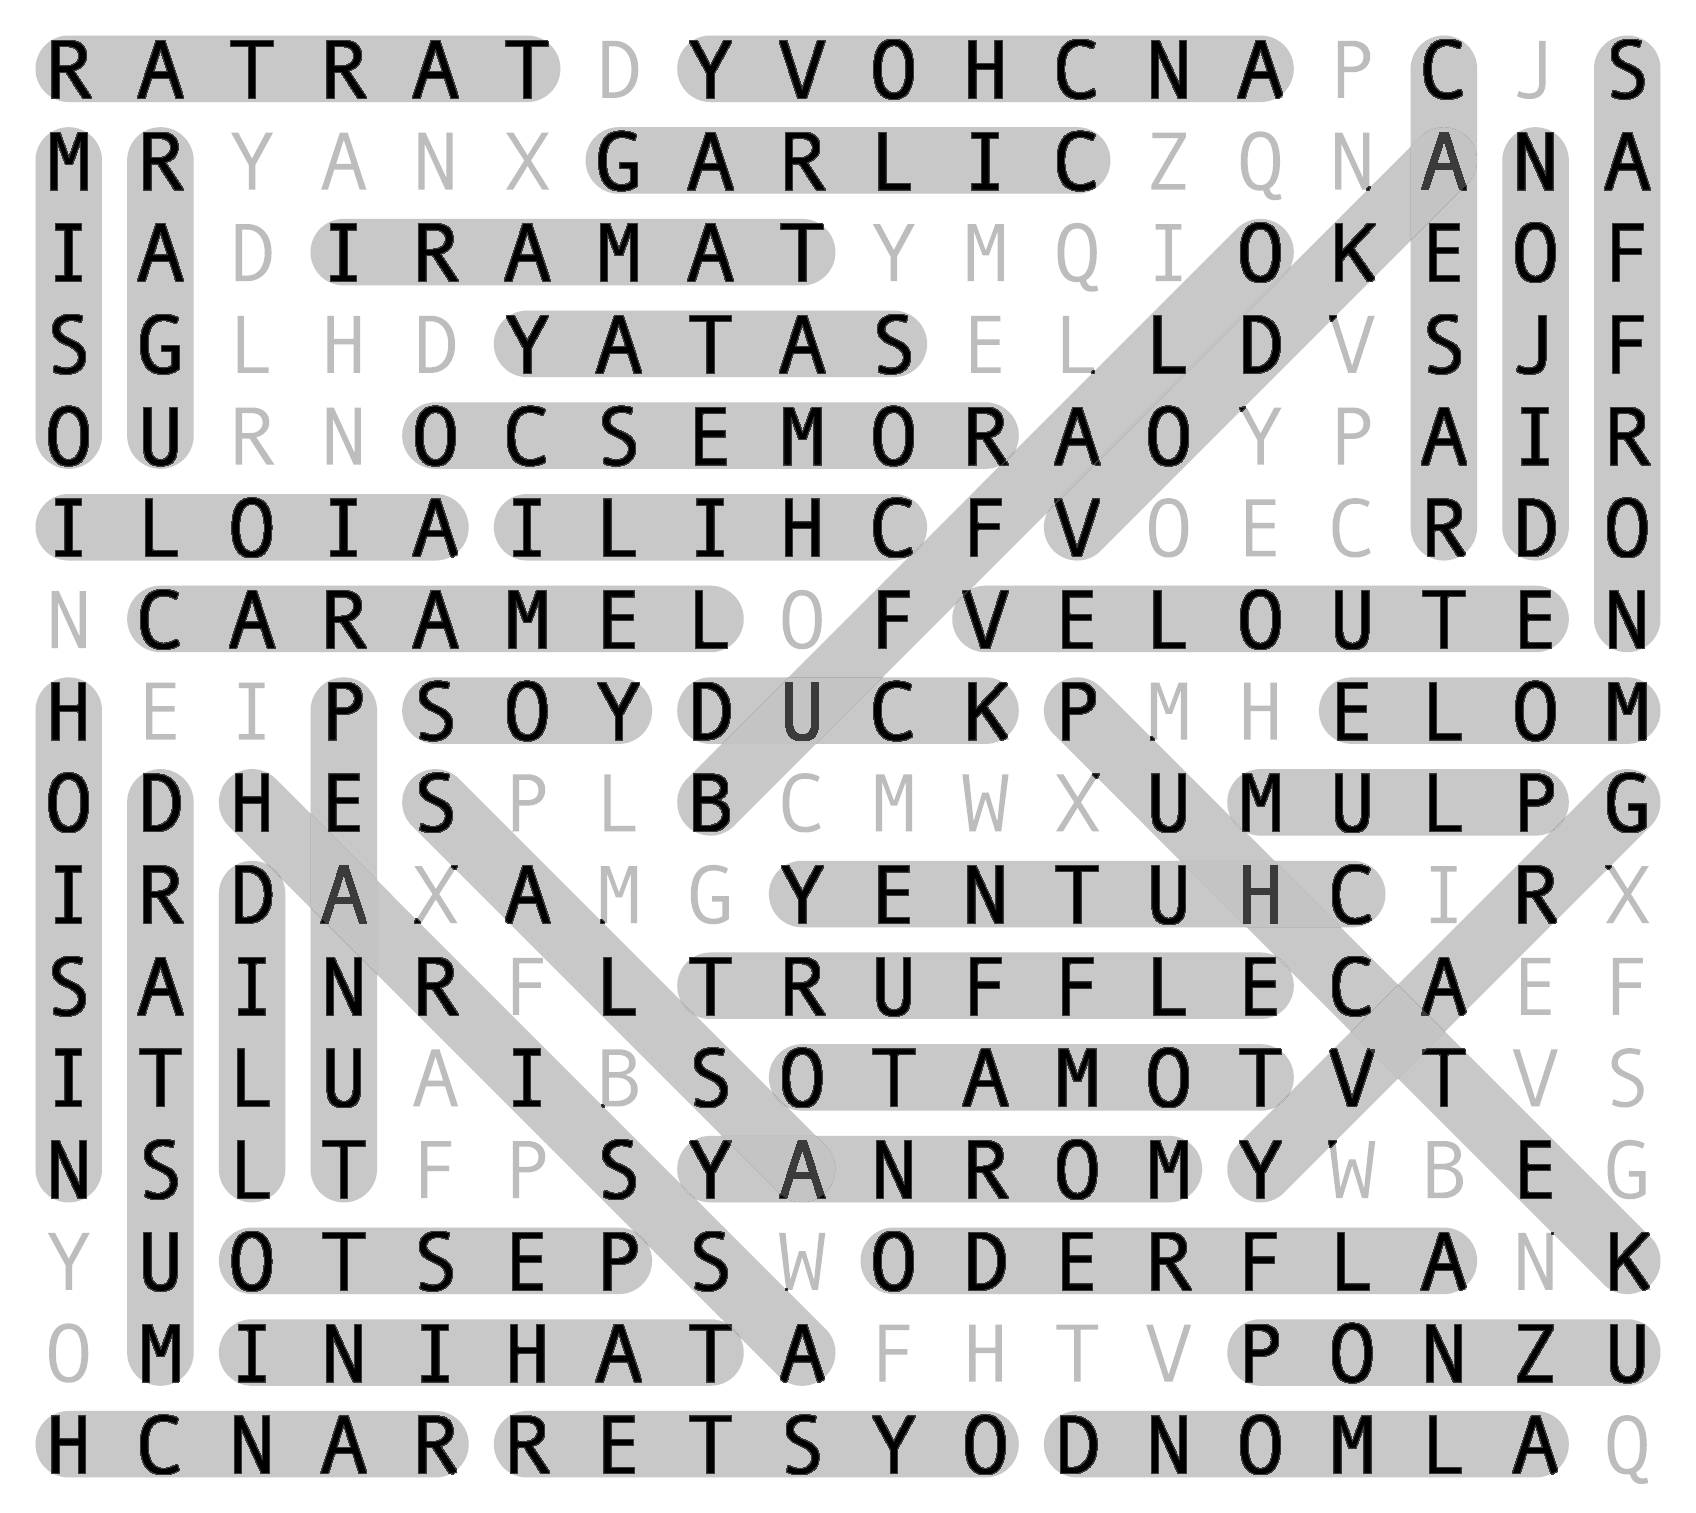 R A T R A T D Y V O H C N A P C J S
M R Y A N X G A R L I C Z Q N A N A
I A D I R A M A T Y M Q I O K E O F
S G L H D Y A T A S E L L D V S J F
O U R N O C S E M O R A O Y P A I R
I L O I A I L I H C F V O E C R D O
N C A R A M E L O F V E L O U T E N
H E I P S O Y D U C K P M H E L O M
O D H E S P L B C M W X U M U L P G
I R D A X A M G Y E N T U H C I R X
S A I N R F L T R U F F L E C A E F
I T L U A I B S O T A M O T V T V S
N S L T F P S Y A N R O M Y W B E G
Y U O T S E P S W O D E R F L A N K
O M I N I H A T A F H T V P O N Z U
H C N A R R E T S Y O D N O M L A Q